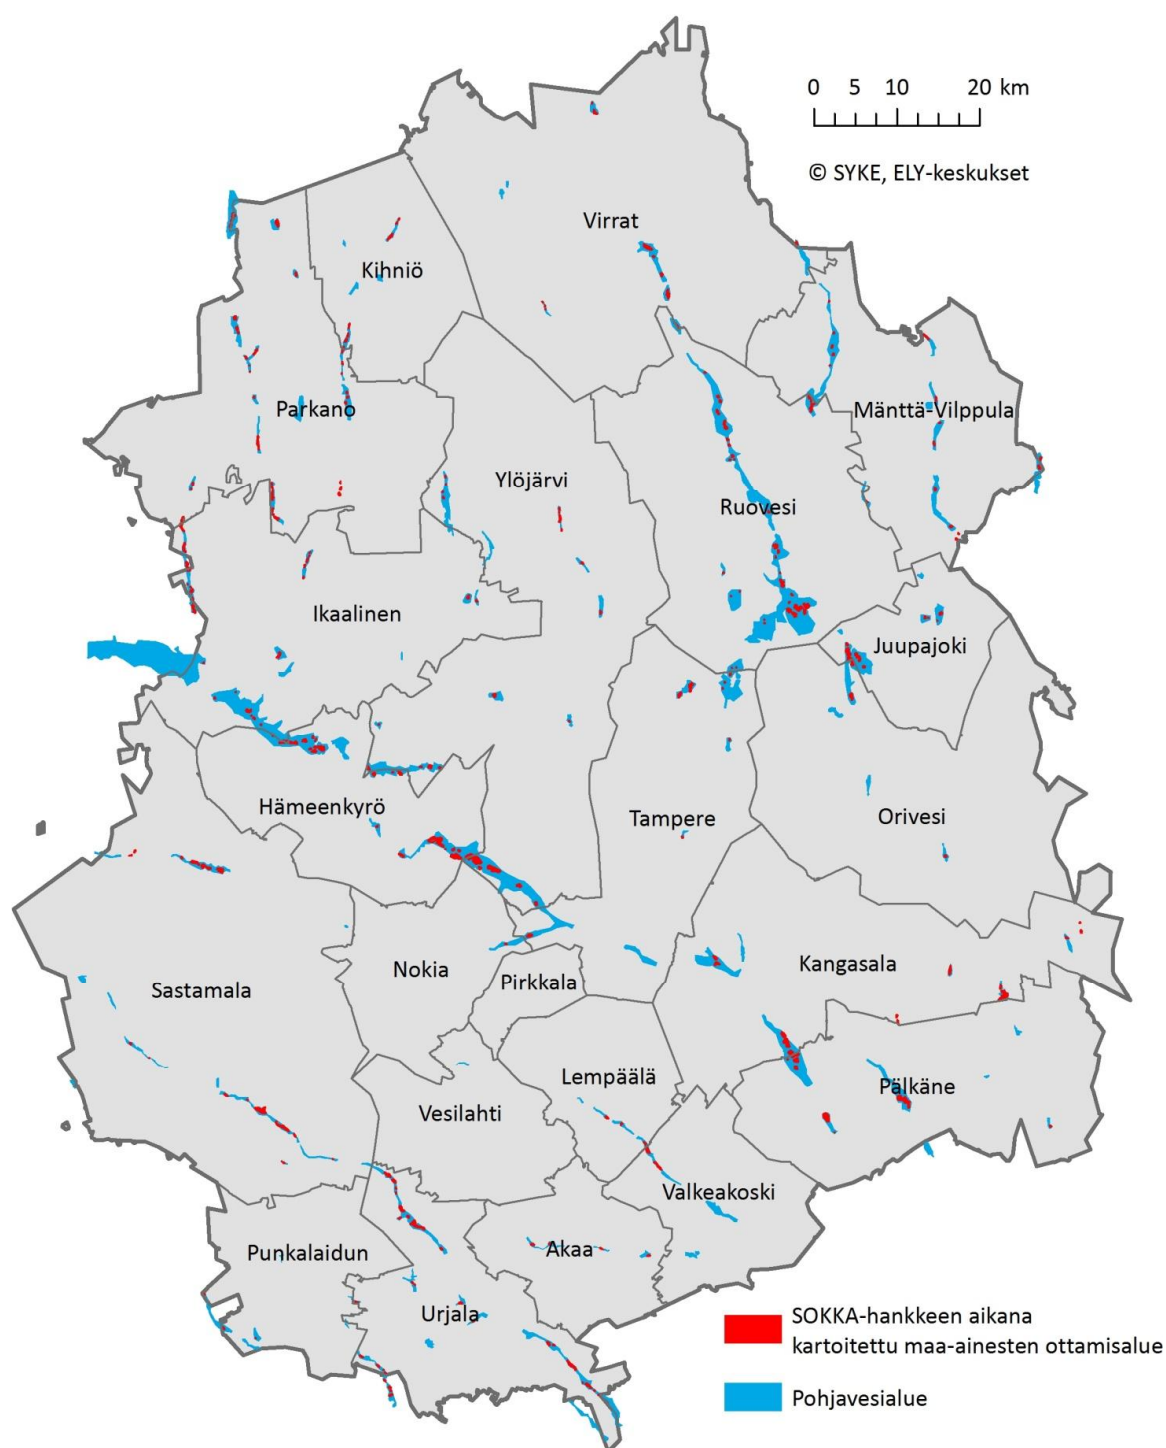 0 5 10 20 km
© SYKE, ELY-keskukset
Virrat
Kihniö
Parkano
Mänttä-Vilppula
Ylöjärvi
Ruovesi
Ikaalinen
Juupajoki
Hämeenkyrö
Tampere
Orivesi
Nokia
Pirkkala
Kangasala
Sastamala
Lempäälä
Pälkäne
Vesilahti
Valkeakoski
Punkalaidun
Akaa
Urjala
SOKKA-hankkeen aikana
kartoitettu maa-ainesten ottamisalue
Pohjavesialue